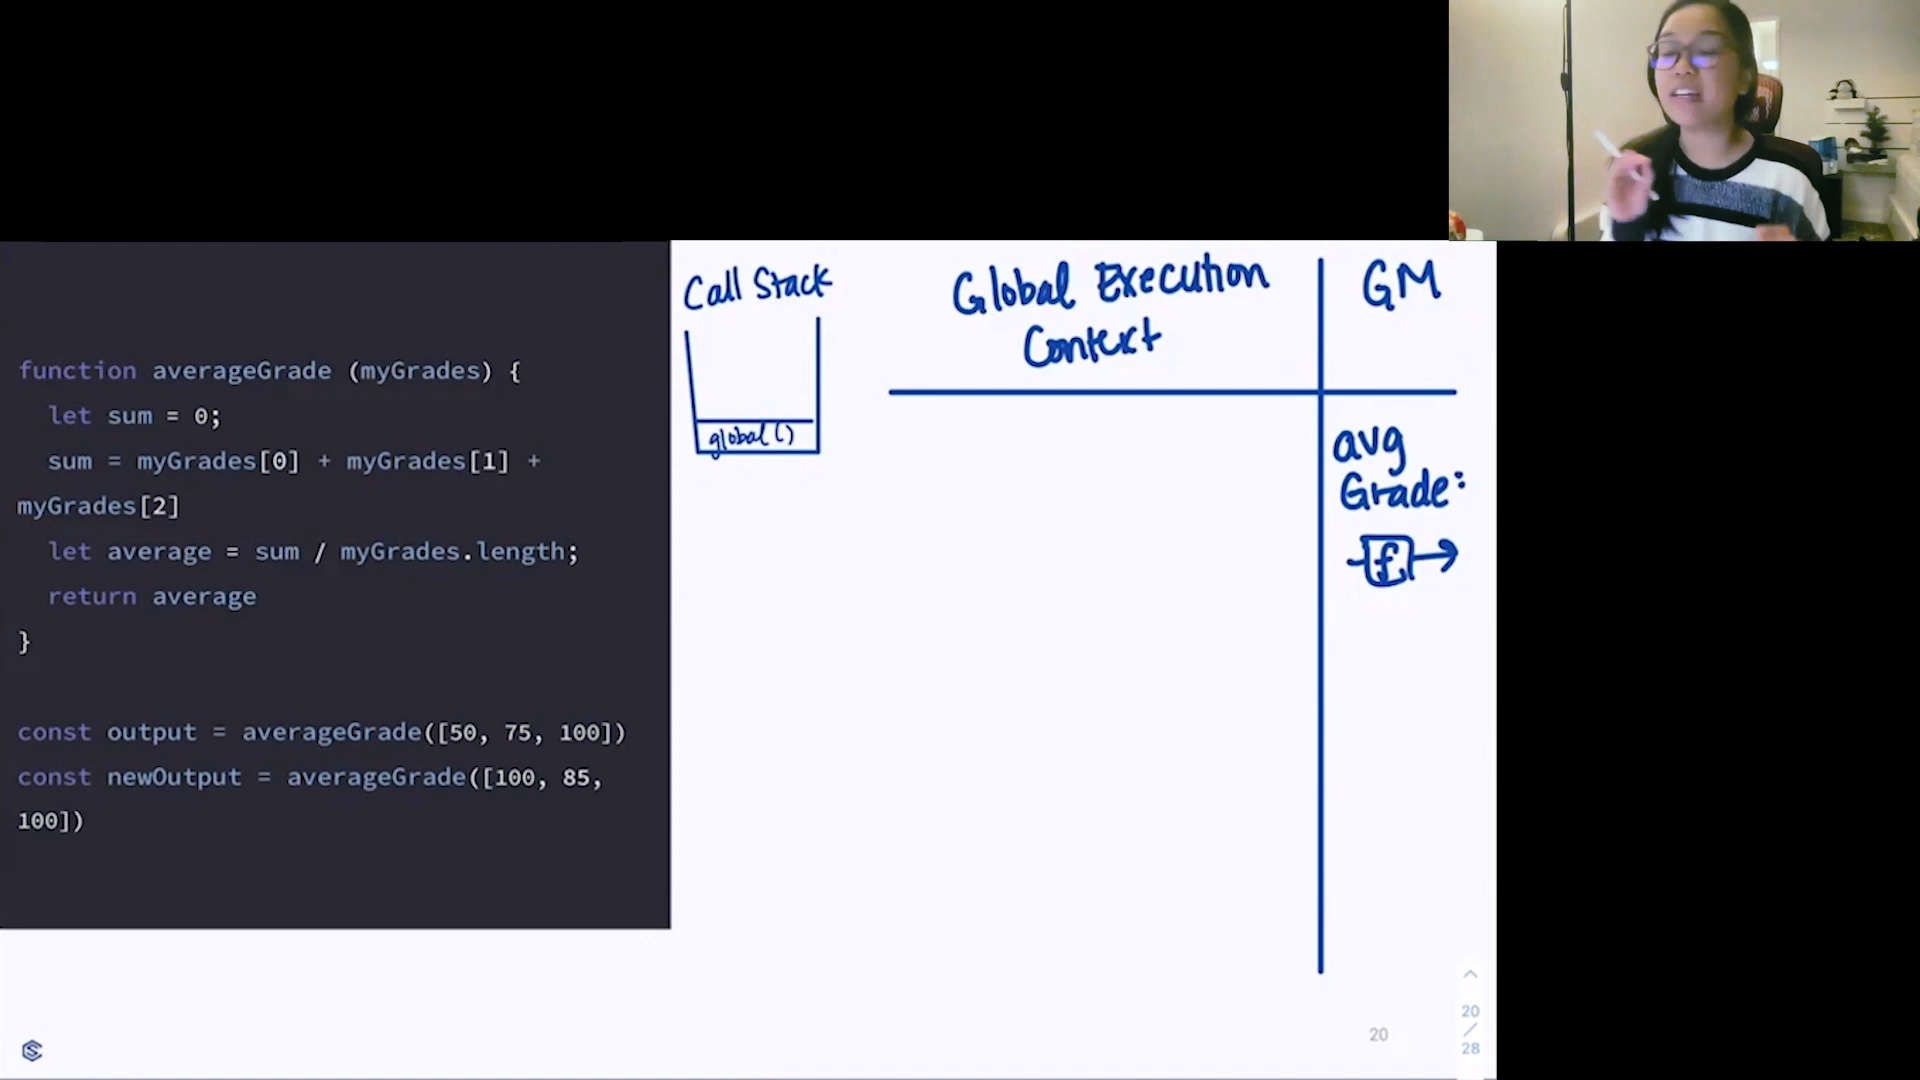 function averageGrade (myGrades) {
let sum = 0;
sum = myGrades[0] + myGrades[1] +
myGrades[2]
let average = sum / myGrades.length;
return average
}
const output = averageGrade([50, 75, 100])
const newOutput = averageGrade([100, 85,
100])
Call Stack
global()
Global Execution
Context
GM
avg
Grade:
f
20
20
/
28